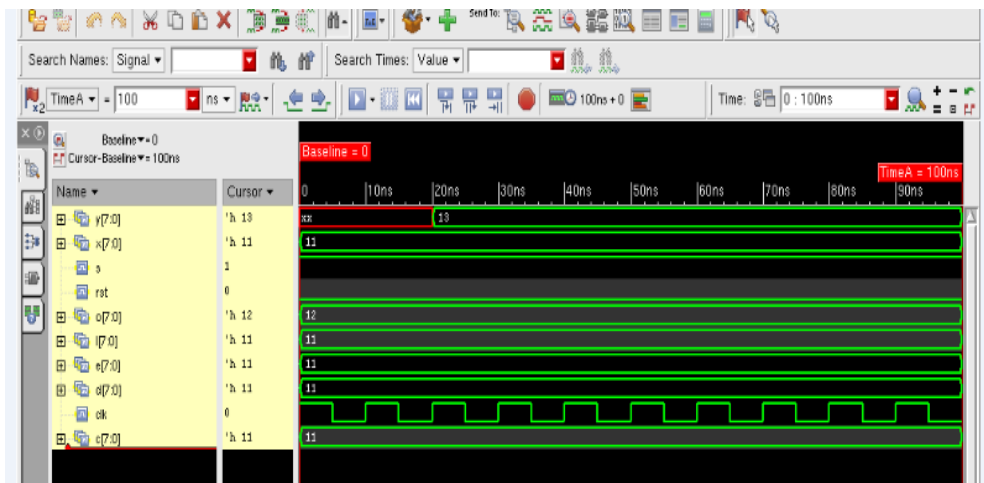 Send To:
Search Names: Signal
Search Times: Value
x2 TimeA = 100 ns
100ns + 0
Time: 0 : 100ns
Baseline = 0
Cursor-Baseline = 100ns
Baseline = 0
TimeA = 100ns
Name Cursor 0 10ns 20ns 30ns 40ns 50ns 60ns 70ns 80ns 90ns
y[7:0] 'h 13 xx 13
x[7:0] 'h 11 11
s 1
rst 0
o[7:0] 'h 12 12
l[7:0] 'h 11 11
e[7:0] 'h 11 11
d[7:0] 'h 11 11
clk 0
c[7:0] 'h 11 11